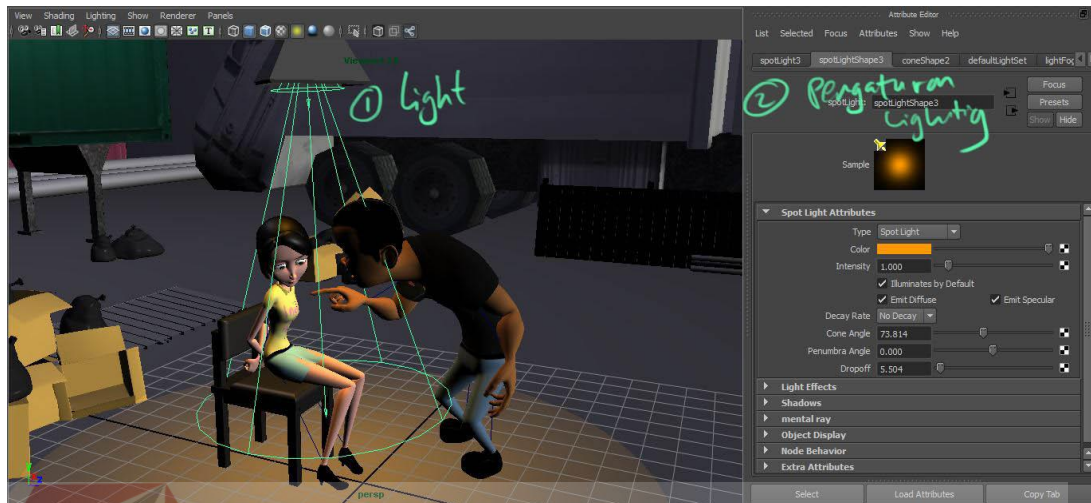 View Shading Lighting Show Renderer Panels
① light
persp
Attribute Editor
List Selected Focus Attributes Show Help
spotLight3 spotLightShape3 coneShape2 defaultLightSet lightFog
② Pengaturan
Lighting
spotLight: spotLightShape3
Focus
Presets
Show Hide
Sample
Spot Light Attributes
Type Spot Light
Color
Intensity 1.000
Illuminates by Default
Emit Diffuse Emit Specular
Decay Rate No Decay
Cone Angle 73.814
Penumbra Angle 0.000
Dropoff 5.504
Light Effects
Shadows
mental ray
Object Display
Node Behavior
Extra Attributes
Select Load Attributes Copy Tab